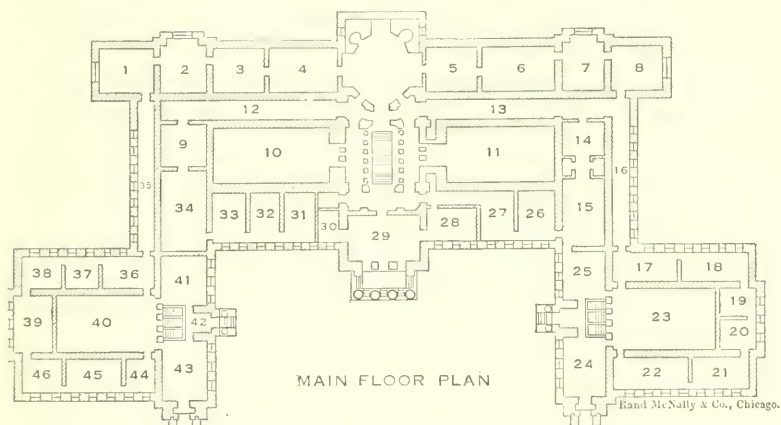 1 2 3 4 5 6 7 8
12 13
9 10 11 14
35 16
34 33 32 31 30 29 28 27 26 15
38 37 36 41 25 17 18
39 40 42 23 19
20
46 45 44 43 24 22 21
MAIN FLOOR PLAN
Rand McNally & Co., Chicago.